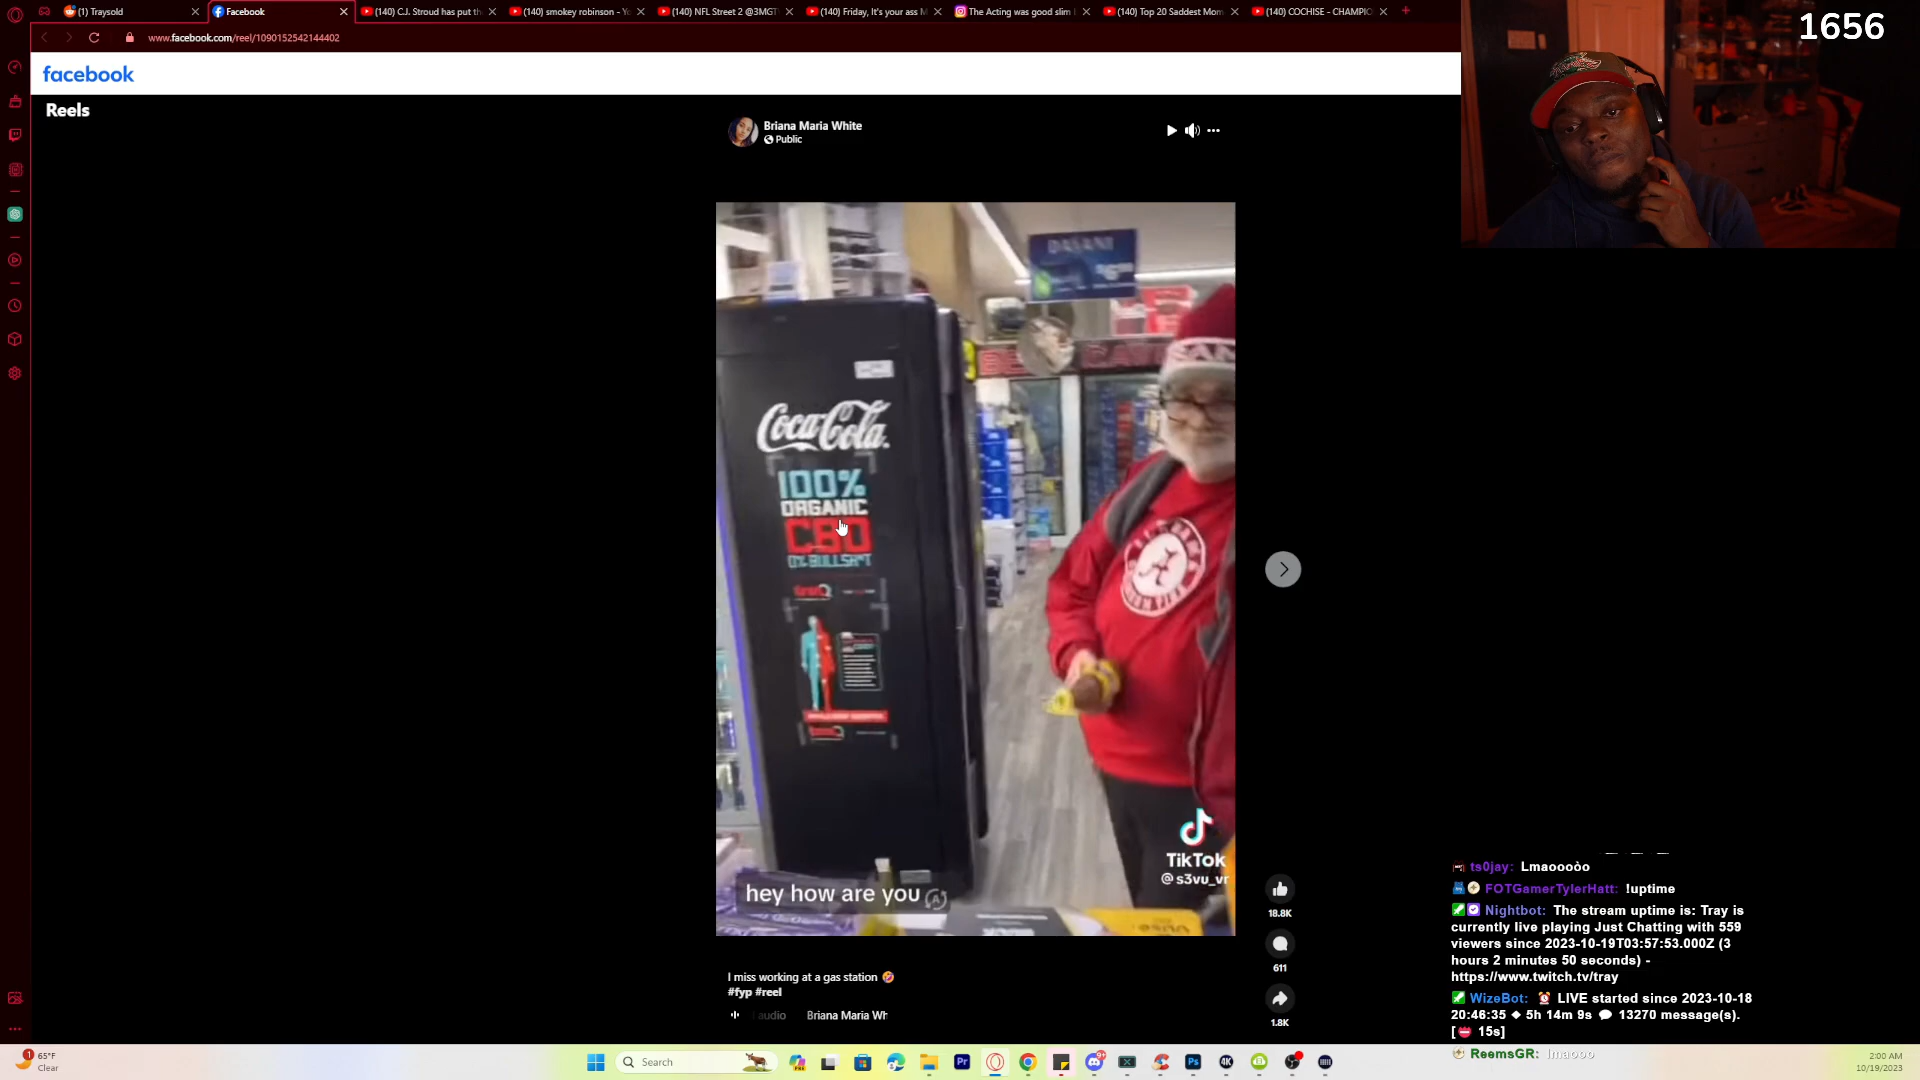 (1) Traysold
Facebook
(140) C.J. Stroud has put th
(140) smokey robinson - Yo
(140) NFL Street 2 @3MGT
(140) Friday, It's your ass M
The Acting was good slim
(140) Top 20 Saddest Mom
(140) COCHISE - CHAMPIO
www.facebook.com/reel/1090152542144402
1656
facebook
Reels
Briana Maria White
Public
DASANI
Coca-Cola
100%
ORGANIC
CBD
0% BULLSH*T
TikTok
@s3vu_vr
hey how are you
18.8K
611
1.8K
I miss working at a gas station 🤣
#fyp #reel
audio Briana Maria Wh
ts0jay: Lmaooooò
FOTGamerTylerHatt: !uptime
Nightbot: The stream uptime is: Tray is
currently live playing Just Chatting with 559
viewers since 2023-10-19T03:57:53.000Z (3
hours 2 minutes 50 seconds) -
https://www.twitch.tv/tray
WizeBot: ⏰ LIVE started since 2023-10-18
20:46:35 ◆ 5h 14m 9s 💬 13270 message(s).
[ 15s]
ReemsGR: lmaooo
1
65°F
Clear
Search
2:00 AM
10/19/2023